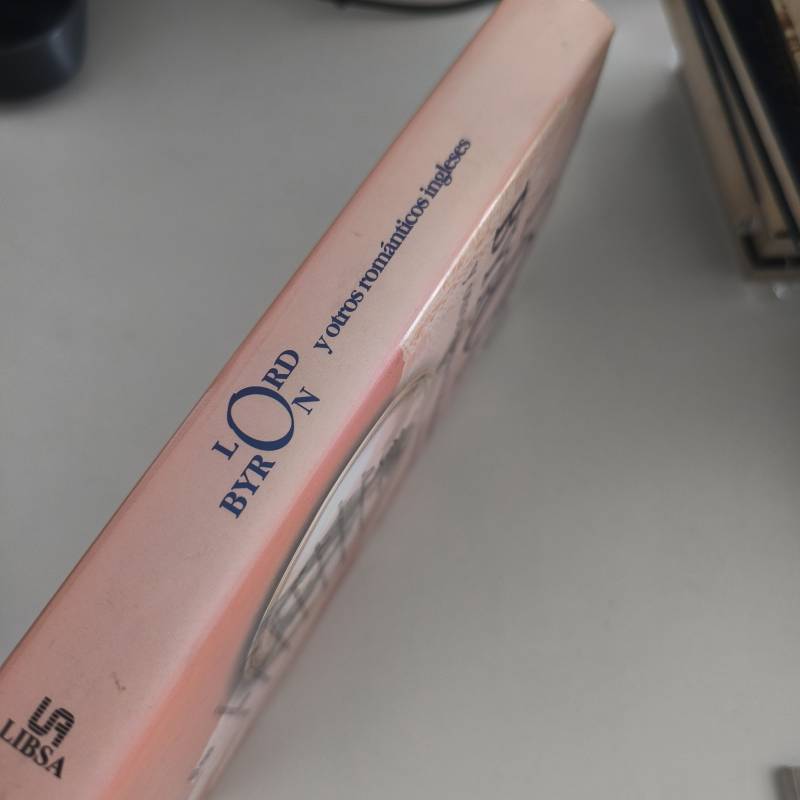 LORD
BYRON
y otros románticos ingleses
LIBSA